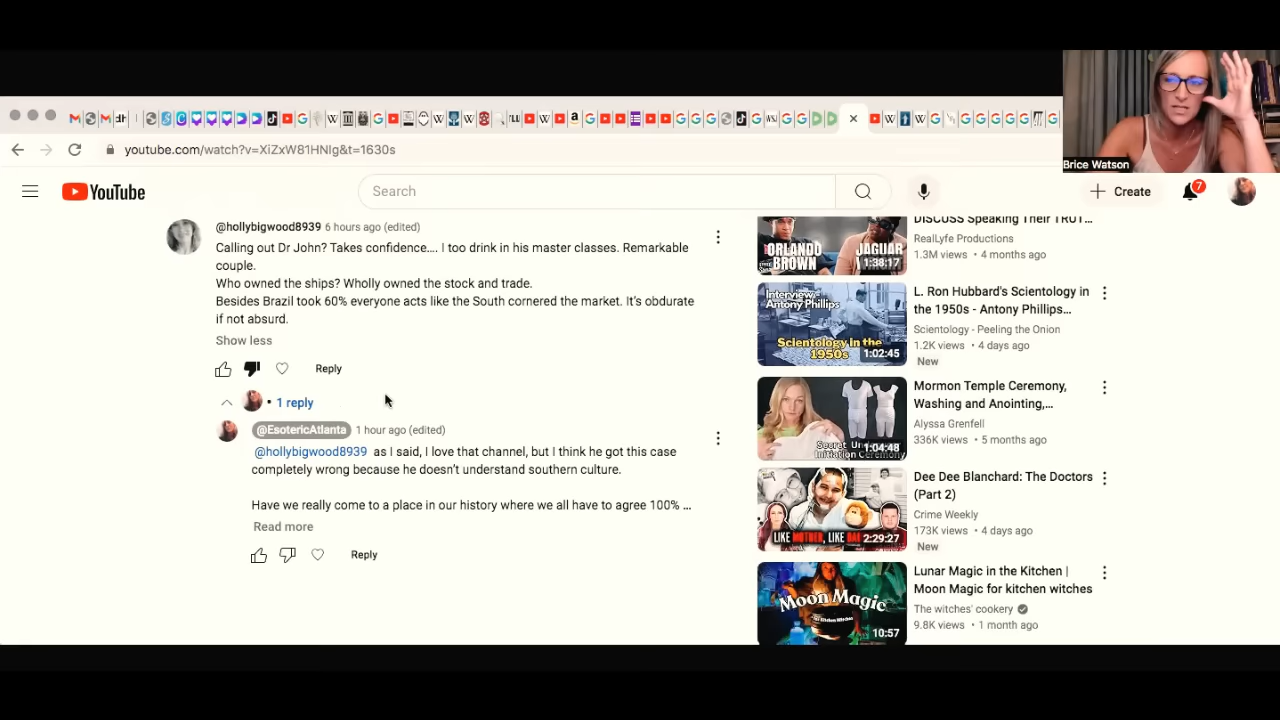 youtube.com/watch?v=XiZxW81HNIg&t=1630s
Brice Watson
YouTube
Search
Create
7
@hollybigwood8939 6 hours ago (edited)
Calling out Dr John? Takes confidence.... I too drink in his master classes. Remarkable
couple.
Who owned the ships? Wholly owned the stock and trade.
Besides Brazil took 60% everyone acts like the South cornered the market. It's obdurate
if not absurd.
Show less
Reply
1 reply
@EsotericAtlanta 1 hour ago (edited)
@hollybigwood8939 as I said, I love that channel, but I think he got this case
completely wrong because he doesn't understand southern culture.
Have we really come to a place in our history where we all have to agree 100% ...
Read more
Reply
ORLANDO
BROWN
JAGUAR
1:38:17
DISCUSS Speaking Their TRUT...
RealLyfe Productions
1.3M views • 4 months ago
Interview-
Antony Phillips
Scientology in the
1950s
1:02:45
L. Ron Hubbard's Scientology in
the 1950s - Antony Phillips...
Scientology - Peeling the Onion
1.2K views • 4 days ago
New
Secret
Initiation Ceremony
1:04:48
Mormon Temple Ceremony,
Washing and Anointing,...
Alyssa Grenfell
336K views • 5 months ago
LIKE MOTHER, LIKE
2:29:27
Dee Dee Blanchard: The Doctors
(Part 2)
Crime Weekly
173K views • 4 days ago
New
Moon Magic
10:57
Lunar Magic in the Kitchen |
Moon Magic for kitchen witches
The witches' cookery
9.8K views • 1 month ago